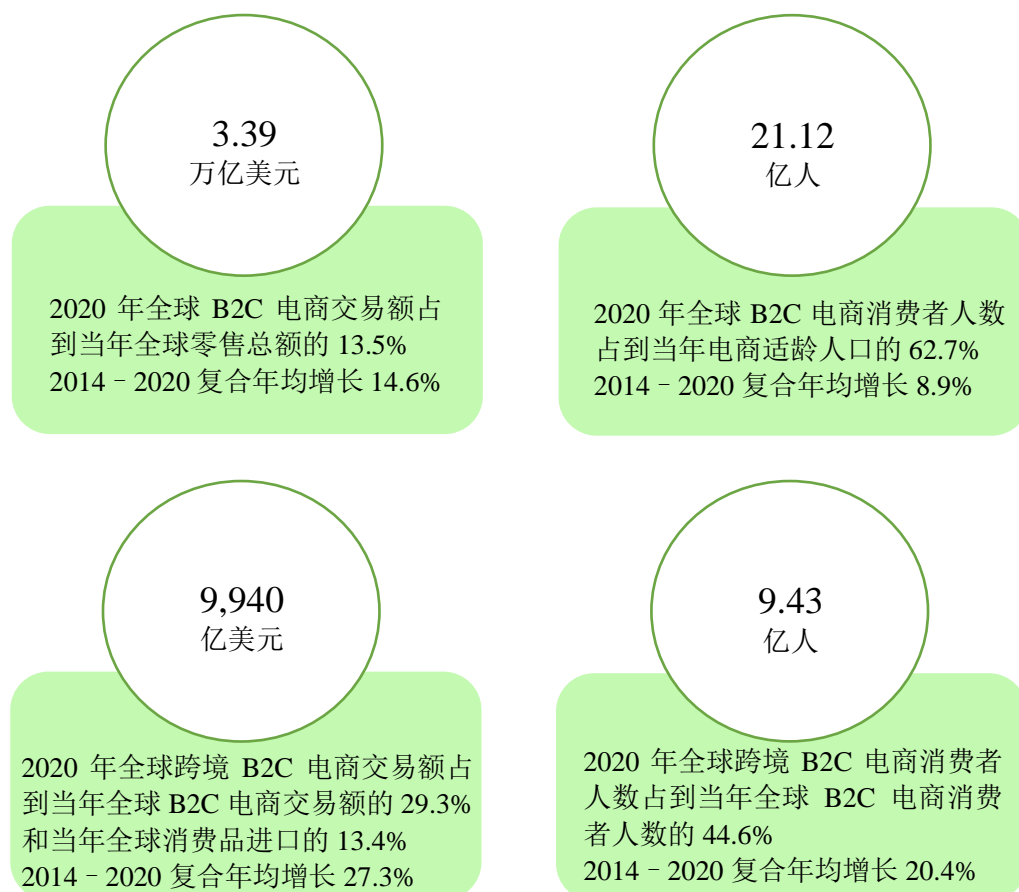 3.39
万亿美元
2020 年全球 B2C 电商交易额占
到当年全球零售总额的 13.5%
2014﹣2020 复合年均增长 14.6%
21.12
亿人
2020 年全球 B2C 电商消费者人数
占到当年电商适龄人口的 62.7%
2014﹣2020 复合年均增长 8.9%
9,940
亿美元
2020 年全球跨境 B2C 电商交易额占
到当年全球 B2C 电商交易额的 29.3%
和当年全球消费品进口的 13.4%
2014﹣2020 复合年均增长 27.3%
9.43
亿人
2020 年全球跨境 B2C 电商消费者
人数占到当年全球 B2C 电商消费
者人数的 44.6%
2014﹣2020 复合年均增长 20.4%